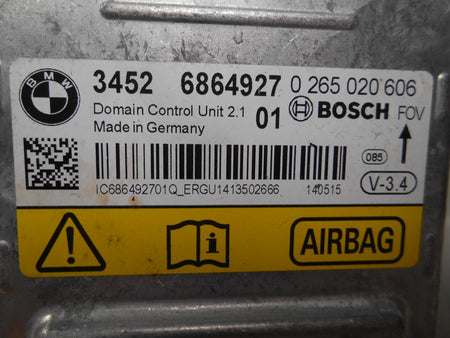 BMW
3452 6864927 0 265 020 606
Domain Control Unit 2.1 01 BOSCH FOV
Made in Germany
085
IC686492701Q_ERGU1413502666 140515
V-3.4
i
AIRBAG